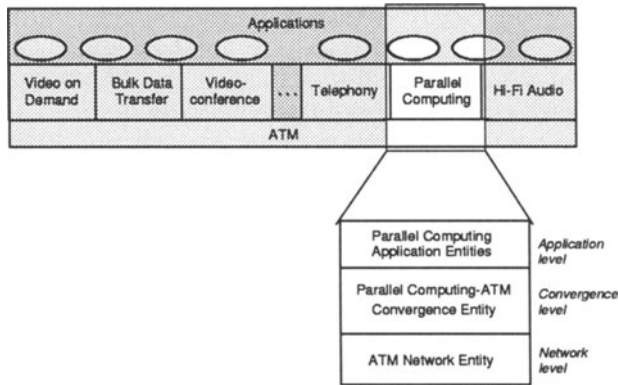 Applications
Video on
Demand
Bulk Data
Transfer
Video-
conference
...
Telephony
Parallel
Computing
Hi-Fi Audio
ATM
Parallel Computing
Application Entities
Application
level
Parallel Computing-ATM
Convergence Entity
Convergence
level
ATM Network Entity
Network
level